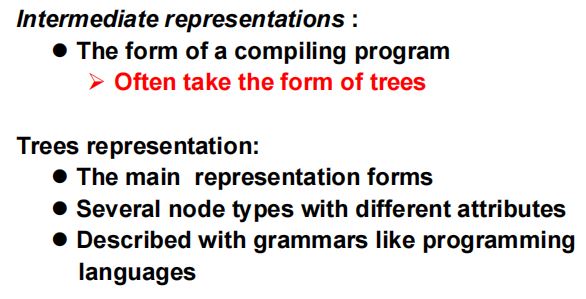 Intermediate representations :
● The form of a compiling program
➢ Often take the form of trees
Trees representation:
● The main representation forms
● Several node types with different attributes
● Described with grammars like programming
languages